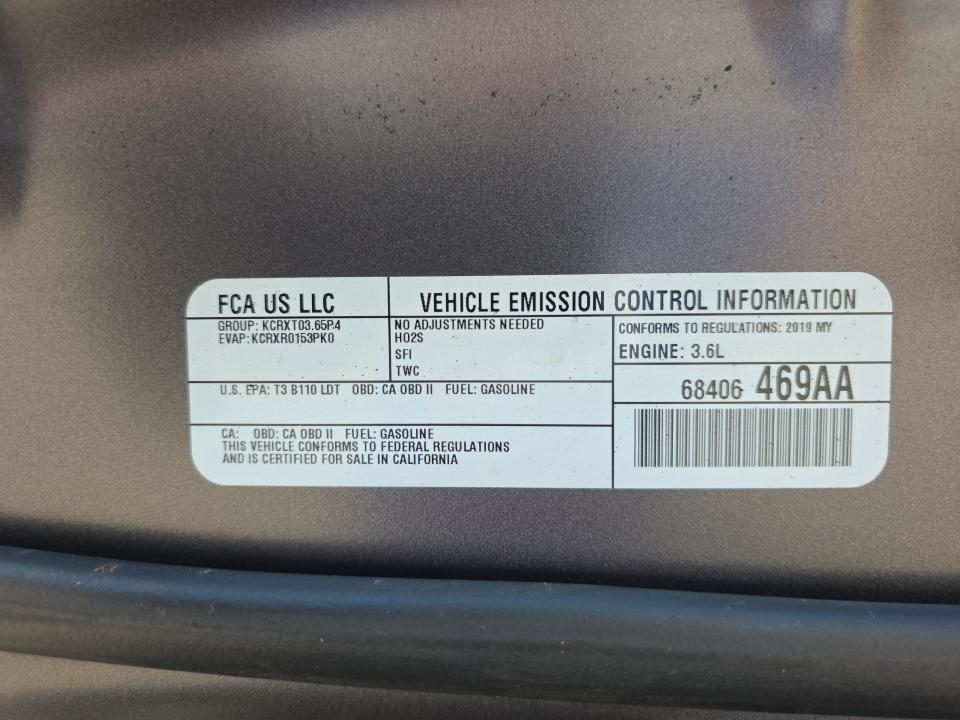 FCA US LLC
VEHICLE EMISSION CONTROL INFORMATION
GROUP: KCRXT03.65P4
EVAP: KCRXR0153PK0
NO ADJUSTMENTS NEEDED
HO2S
SFI
TWC
CONFORMS TO REGULATIONS: 2019 MY
ENGINE: 3.6L
U.S. EPA: T3 B110 LDT OBD: CA OBD II FUEL: GASOLINE
68406 469AA
CA: OBD: CA OBD II FUEL: GASOLINE
THIS VEHICLE CONFORMS TO FEDERAL REGULATIONS
AND IS CERTIFIED FOR SALE IN CALIFORNIA